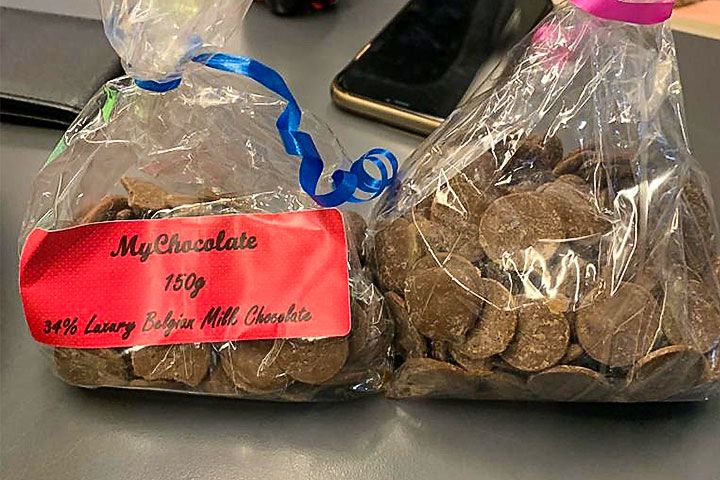 MyChocolate
150g
34% Luxury Belgian Milk Chocolate